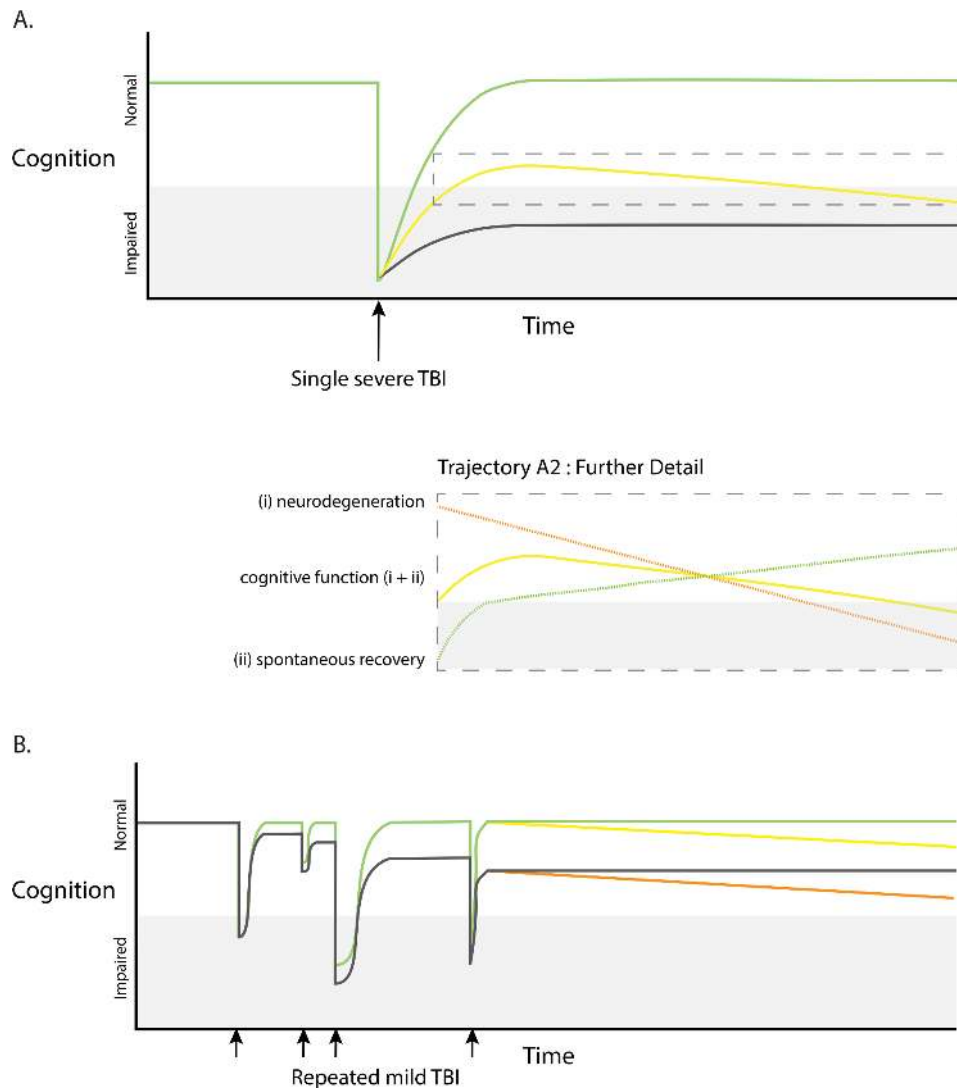 A.
Normal
Cognition
Impaired
Time
Single severe TBI
Trajectory A2 : Further Detail
(i) neurodegeneration
cognitive function (i + ii)
(ii) spontaneous recovery
B.
Normal
Cognition
Impaired
Time
Repeated mild TBI